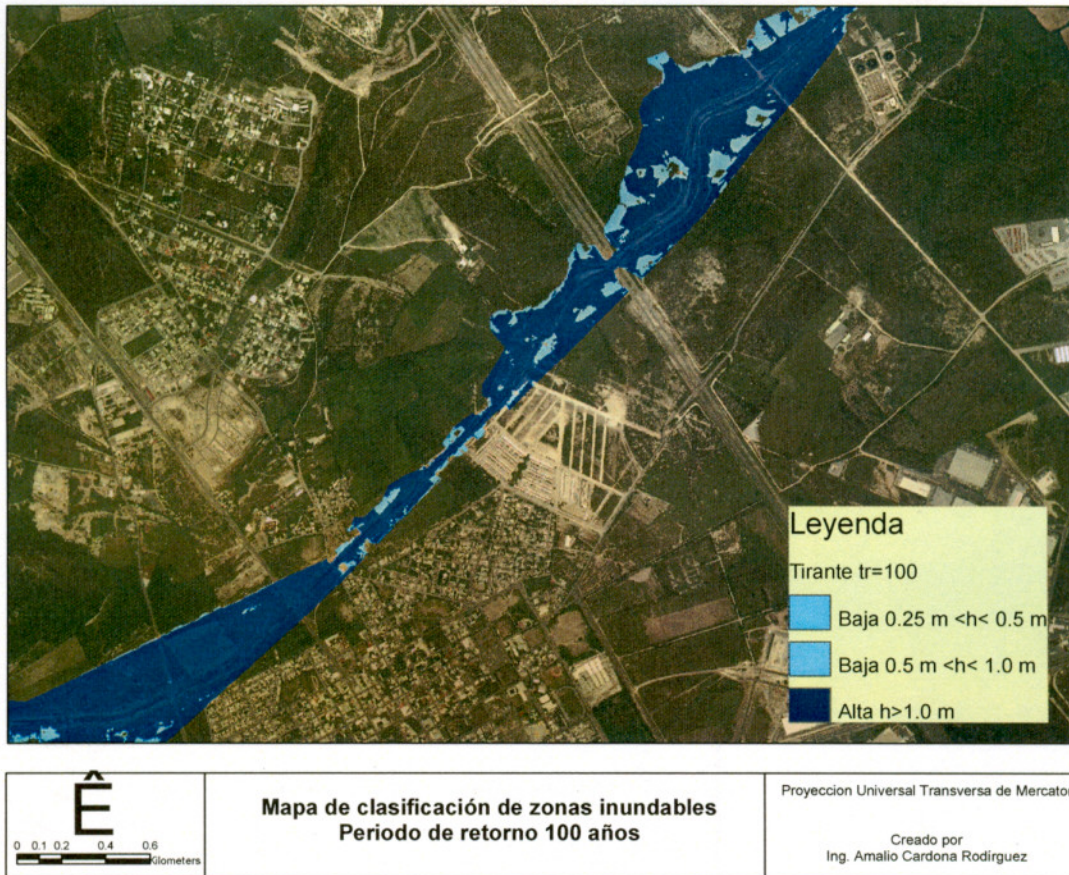 Leyenda
Tirante tr=100
Baja 0.25 m <h< 0.5 m
Baja 0.5 m <h< 1.0 m
Alta h>1.0 m
Ê
0 0.1 0.2 0.4 0.6
Kilometers
Mapa de clasificación de zonas inundables
Periodo de retorno 100 años
Proyeccion Universal Transversa de Mercator
Creado por
Ing. Amalio Cardona Rodirguez